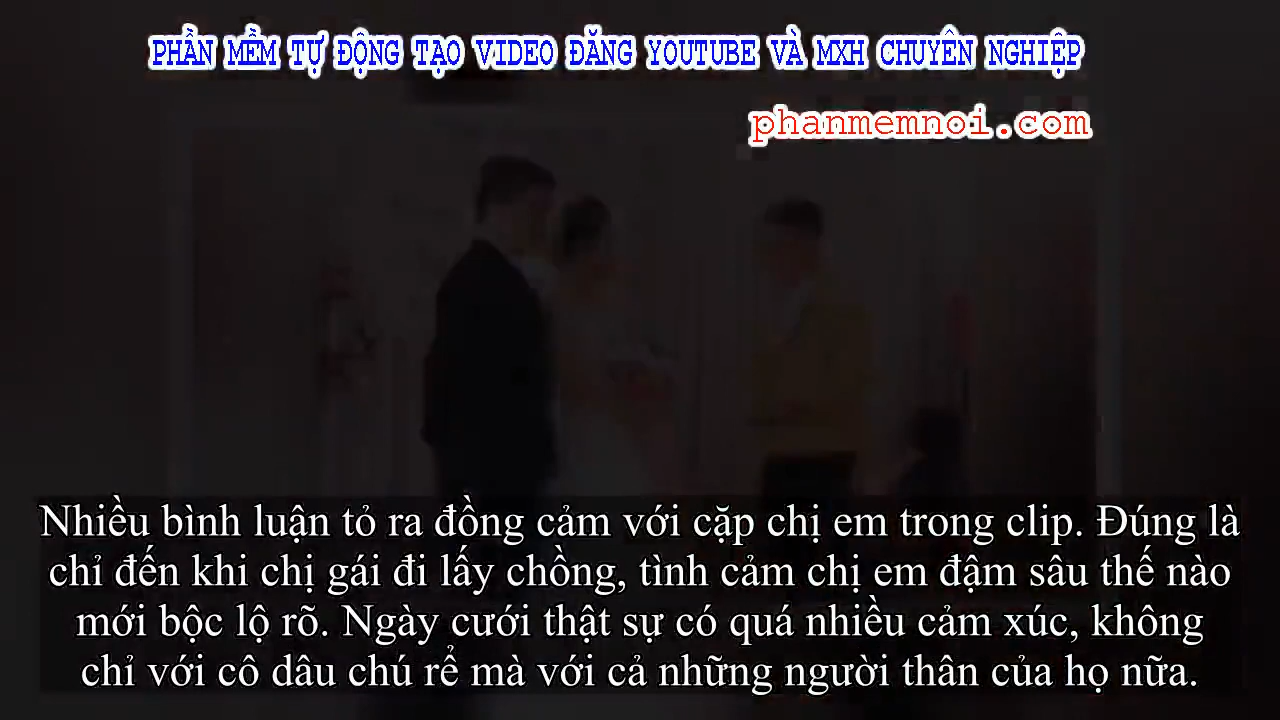 PHẦN MỀM TỰ ĐỘNG TẠO VIDEO ĐĂNG YOUTUBE VÀ MXH CHUYÊN NGHIỆP
phanmemnoi.com
Nhiều bình luận tỏ ra đồng cảm với cặp chị em trong clip. Đúng là
chỉ đến khi chị gái đi lấy chồng, tình cảm chị em đậm sâu thế nào
mới bộc lộ rõ. Ngày cưới thật sự có quá nhiều cảm xúc, không
chỉ với cô dâu chú rể mà với cả những người thân của họ nữa.